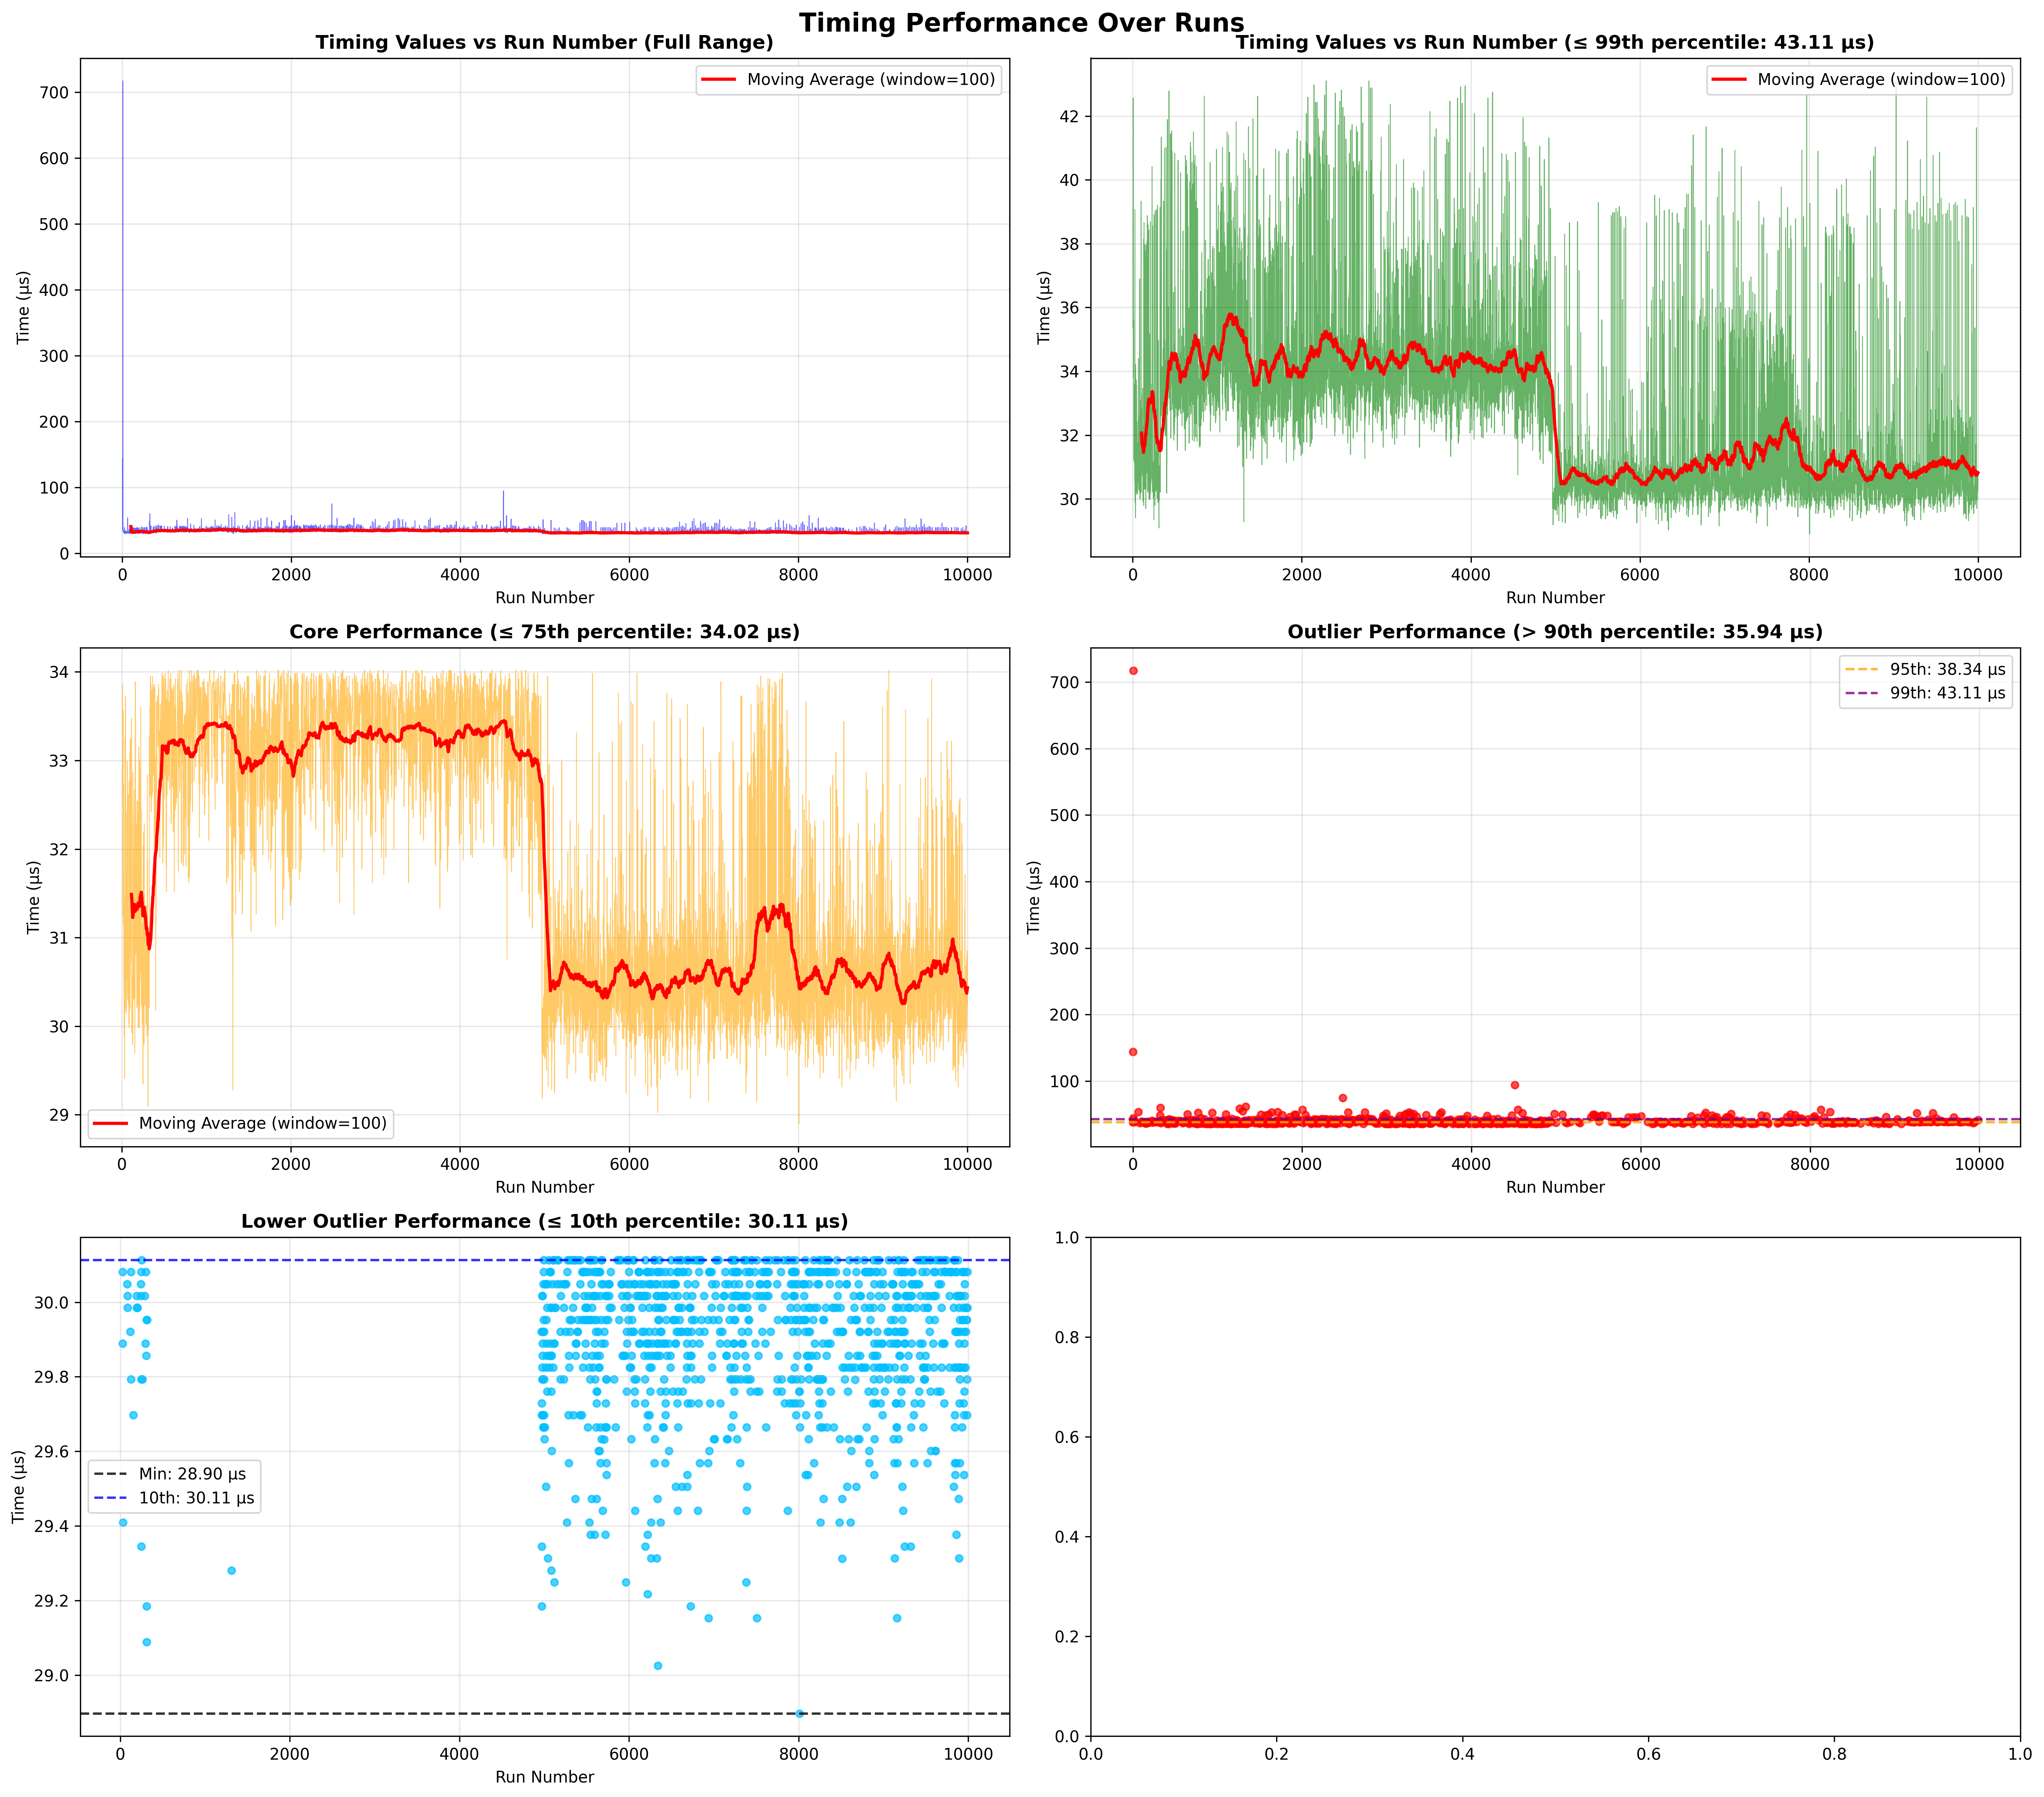 Timing Performance Over Runs
Timing Values vs Run Number (Full Range)
Moving Average (window=100)
Time (µs)
700
600
500
400
300
200
100
0
0 2000 4000 6000 8000 10000
Run Number
Timing Values vs Run Number (≤ 99th percentile: 43.11 µs)
Moving Average (window=100)
Time (µs)
42
40
38
36
34
32
30
0 2000 4000 6000 8000 10000
Run Number
Core Performance (≤ 75th percentile: 34.02 µs)
Time (µs)
34
33
32
31
30
29
Moving Average (window=100)
0 2000 4000 6000 8000 10000
Run Number
Outlier Performance (> 90th percentile: 35.94 µs)
95th: 38.34 µs
99th: 43.11 µs
Time (µs)
700
600
500
400
300
200
100
0 2000 4000 6000 8000 10000
Run Number
Lower Outlier Performance (≤ 10th percentile: 30.11 µs)
Time (µs)
30.0
29.8
29.6
29.4
29.2
29.0
Min: 28.90 µs
10th: 30.11 µs
0 2000 4000 6000 8000 10000
Run Number
1.0
0.8
0.6
0.4
0.2
0.0
0.0 0.2 0.4 0.6 0.8 1.0